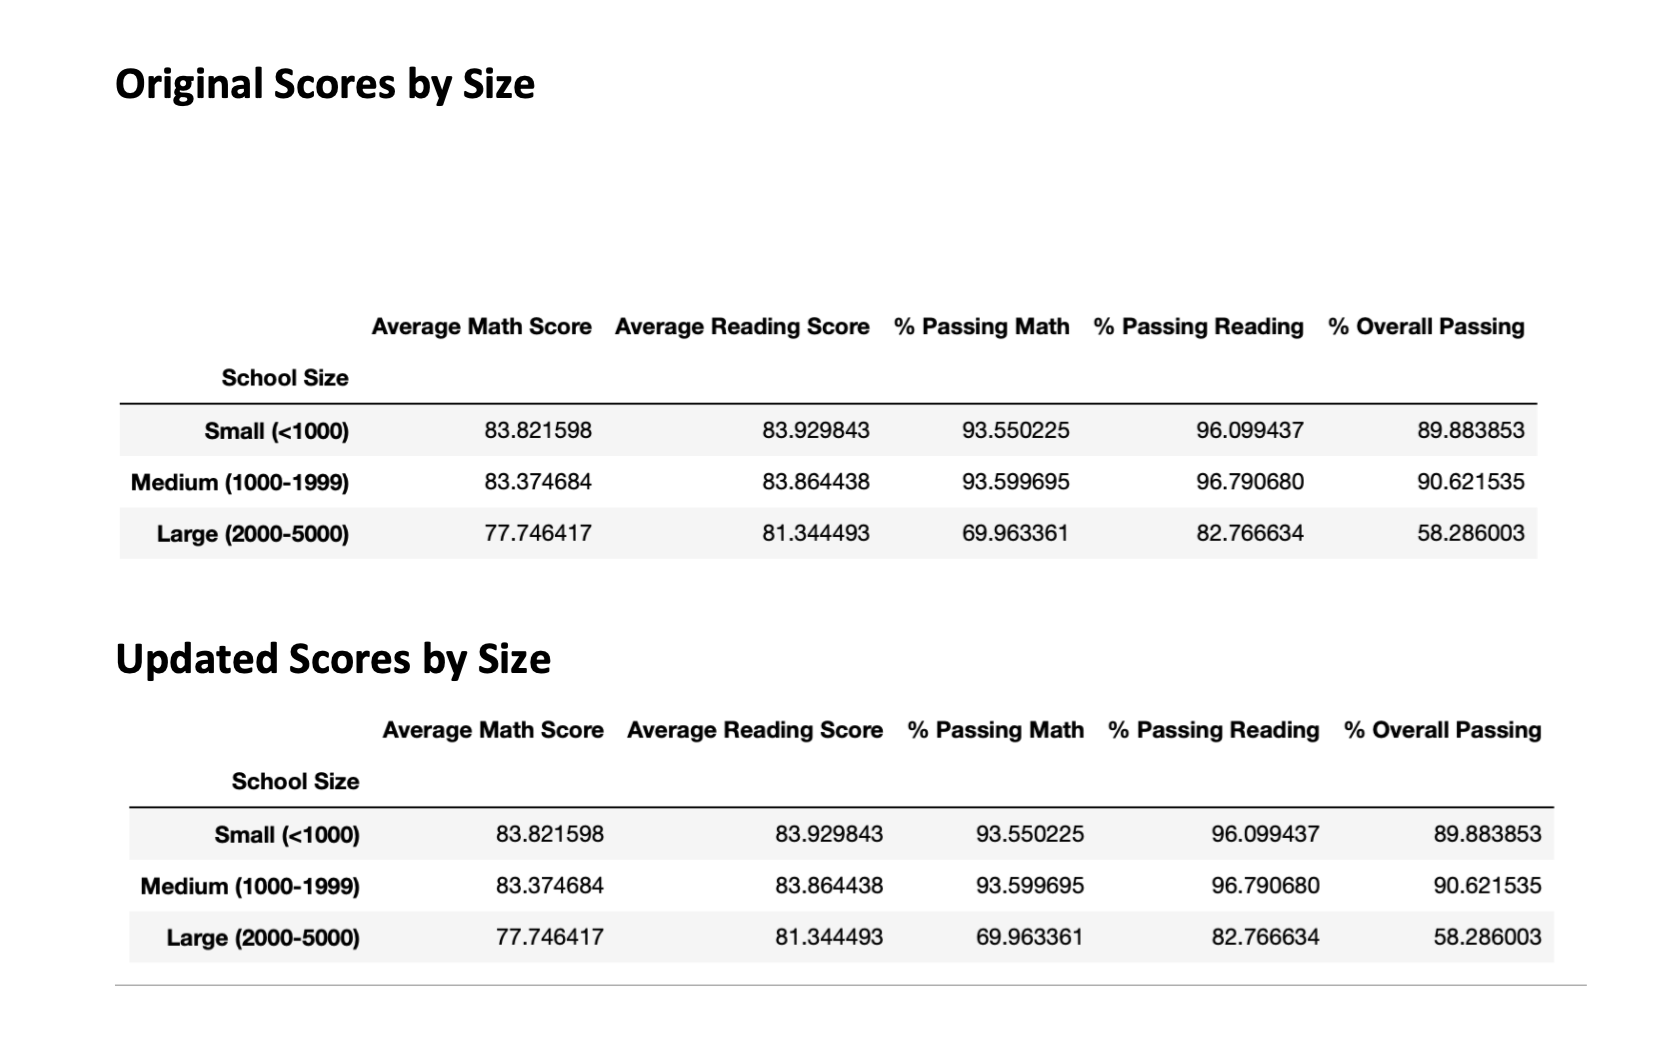 Original Scores by Size
Average Math Score Average Reading Score % Passing Math % Passing Reading % Overall Passing
School Size
Small (<1000) 83.821598 83.929843 93.550225 96.099437 89.883853
Medium (1000-1999) 83.374684 83.864438 93.599695 96.790680 90.621535
Large (2000-5000) 77.746417 81.344493 69.963361 82.766634 58.286003
Updated Scores by Size
Average Math Score Average Reading Score % Passing Math % Passing Reading % Overall Passing
School Size
Small (<1000) 83.821598 83.929843 93.550225 96.099437 89.883853
Medium (1000-1999) 83.374684 83.864438 93.599695 96.790680 90.621535
Large (2000-5000) 77.746417 81.344493 69.963361 82.766634 58.286003